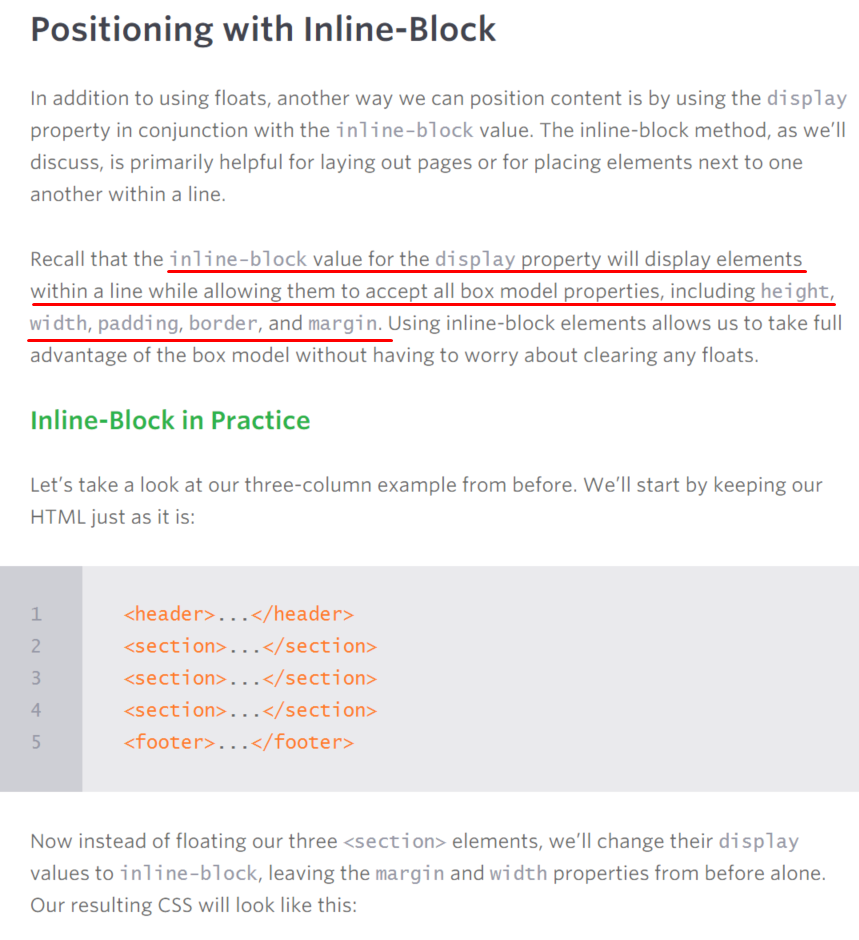 Positioning with Inline-Block
In addition to using floats, another way we can position content is by using the display
property in conjunction with the inline-block value. The inline-block method, as we’ll
discuss, is primarily helpful for laying out pages or for placing elements next to one
another within a line.
Recall that the inline-block value for the display property will display elements
within a line while allowing them to accept all box model properties, including height,
width, padding, border, and margin. Using inline-block elements allows us to take full
advantage of the box model without having to worry about clearing any floats.
Inline-Block in Practice
Let’s take a look at our three-column example from before. We’ll start by keeping our
HTML just as it is:
1 <header>...</header>
2 <section>...</section>
3 <section>...</section>
4 <section>...</section>
5 <footer>...</footer>
Now instead of floating our three <section> elements, we’ll change their display
values to inline-block, leaving the margin and width properties from before alone.
Our resulting CSS will look like this: